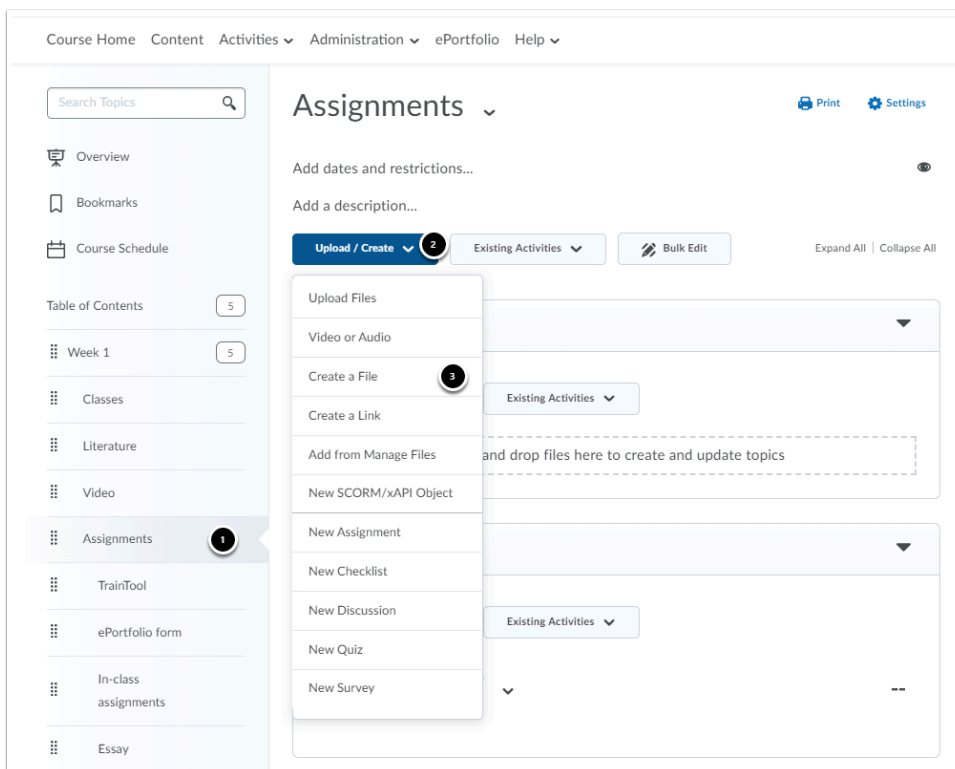 Course Home Content Activities Administration ePortfolio Help
Search Topics
Overview
Bookmarks
Course Schedule
Table of Contents 5
Week 1 5
Classes
Literature
Video
Assignments 1
TrainTool
ePortfolio form
In-class
assignments
Essay
Assignments
Print Settings
Add dates and restrictions...
Add a description...
Upload / Create 2 Existing Activities Bulk Edit Expand All Collapse All
Upload Files
Video or Audio
Create a File 3
Create a Link
Add from Manage Files
New SCORM/xAPI Object
New Assignment
New Checklist
New Discussion
New Quiz
New Survey
Existing Activities
and drop files here to create and update topics
Existing Activities
--